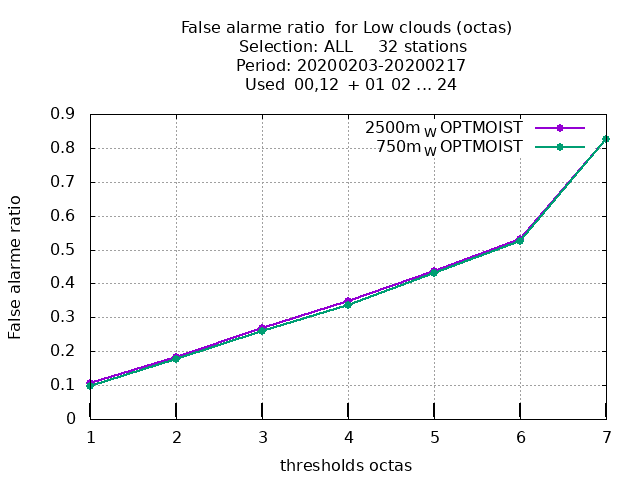 False alarme ratio  for Low clouds (octas)
Selection: ALL     32 stations
Period: 20200203-20200217
Used  00,12  + 01 02 ... 24
2500m W OPTMOIST
750m W OPTMOIST
False alarme ratio
0.9
0.8
0.7
0.6
0.5
0.4
0.3
0.2
0.1
0
1 2 3 4 5 6 7
thresholds octas